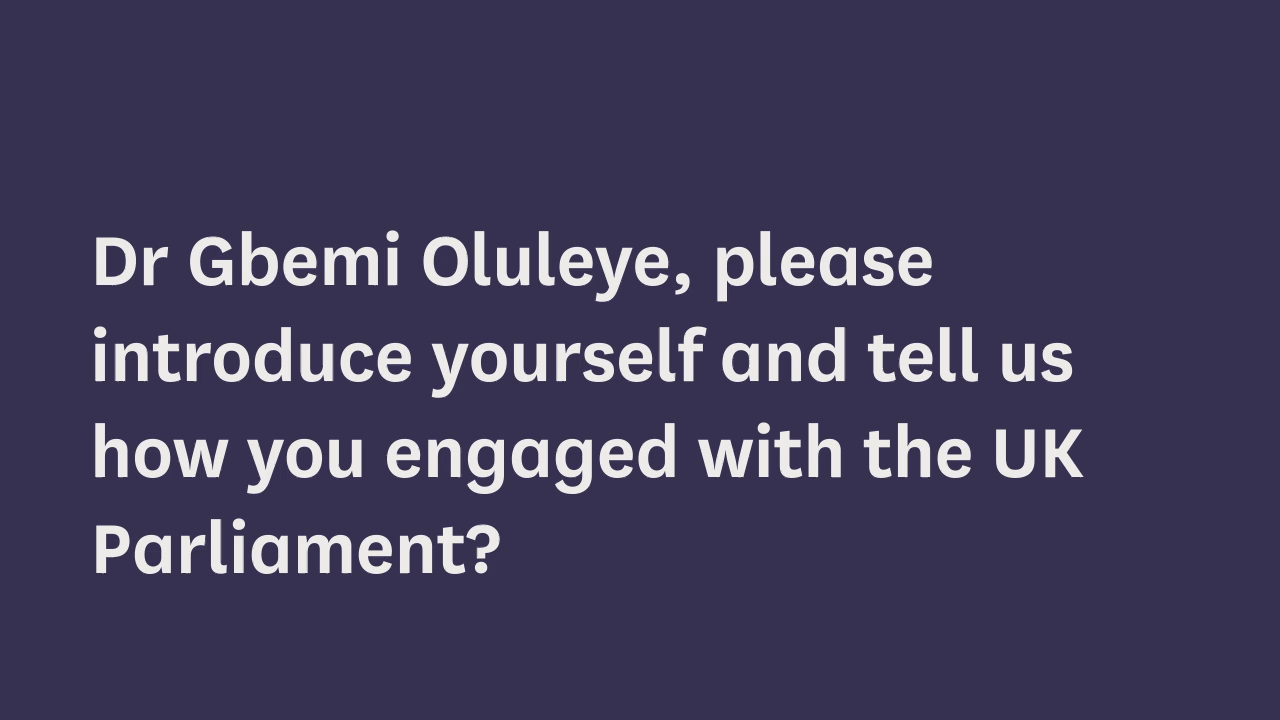 Dr Gbemi Oluleye, please
introduce yourself and tell us
how you engaged with the UK
Parliament?